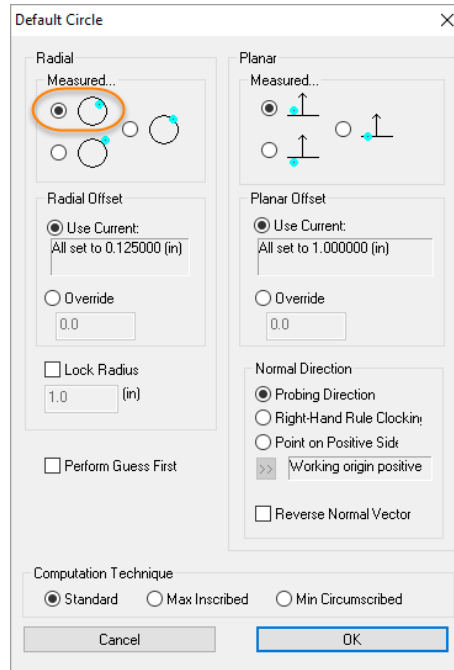 Default Circle
Radial
Measured...
Radial Offset
Use Current:
All set to 0.125000 (in)
Override
0.0
Lock Radius
1.0 (in)
Perform Guess First
Planar
Measured...
Planar Offset
Use Current:
All set to 1.000000 (in)
Override
0.0
Normal Direction
Probing Direction
Right-Hand Rule Clocking
Point on Positive Side
>> Working origin positive
Reverse Normal Vector
Computation Technique
Standard Max Inscribed Min Circumscribed
Cancel OK